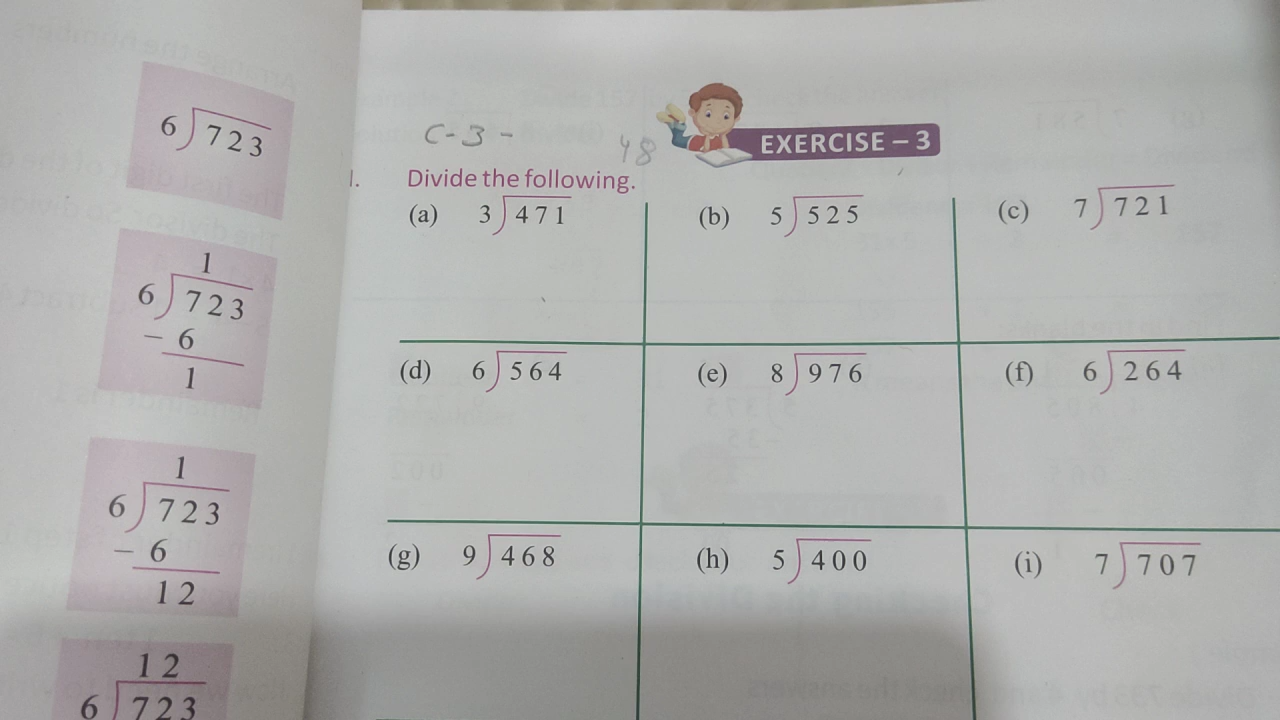 6 723
1
6 723
− 6
1
1
6 723
− 6
12
12
6 723
C-3 -
48
EXERCISE – 3
1. Divide the following.
(a) 3 471 (b) 5 525 (c) 7 721
(d) 6 564 (e) 8 976 (f) 6 264
(g) 9 468 (h) 5 400 (i) 7 707